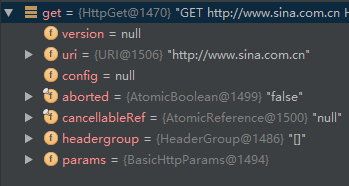 get = {HttpGet@1470} "GET http://www.sina.com.cn H
f version = null
f uri = {URI@1506} "http://www.sina.com.cn"
f config = null
f aborted = {AtomicBoolean@1499} "false"
f cancellableRef = {AtomicReference@1500} "null"
f headergroup = {HeaderGroup@1486} "[]"
f params = {BasicHttpParams@1494}